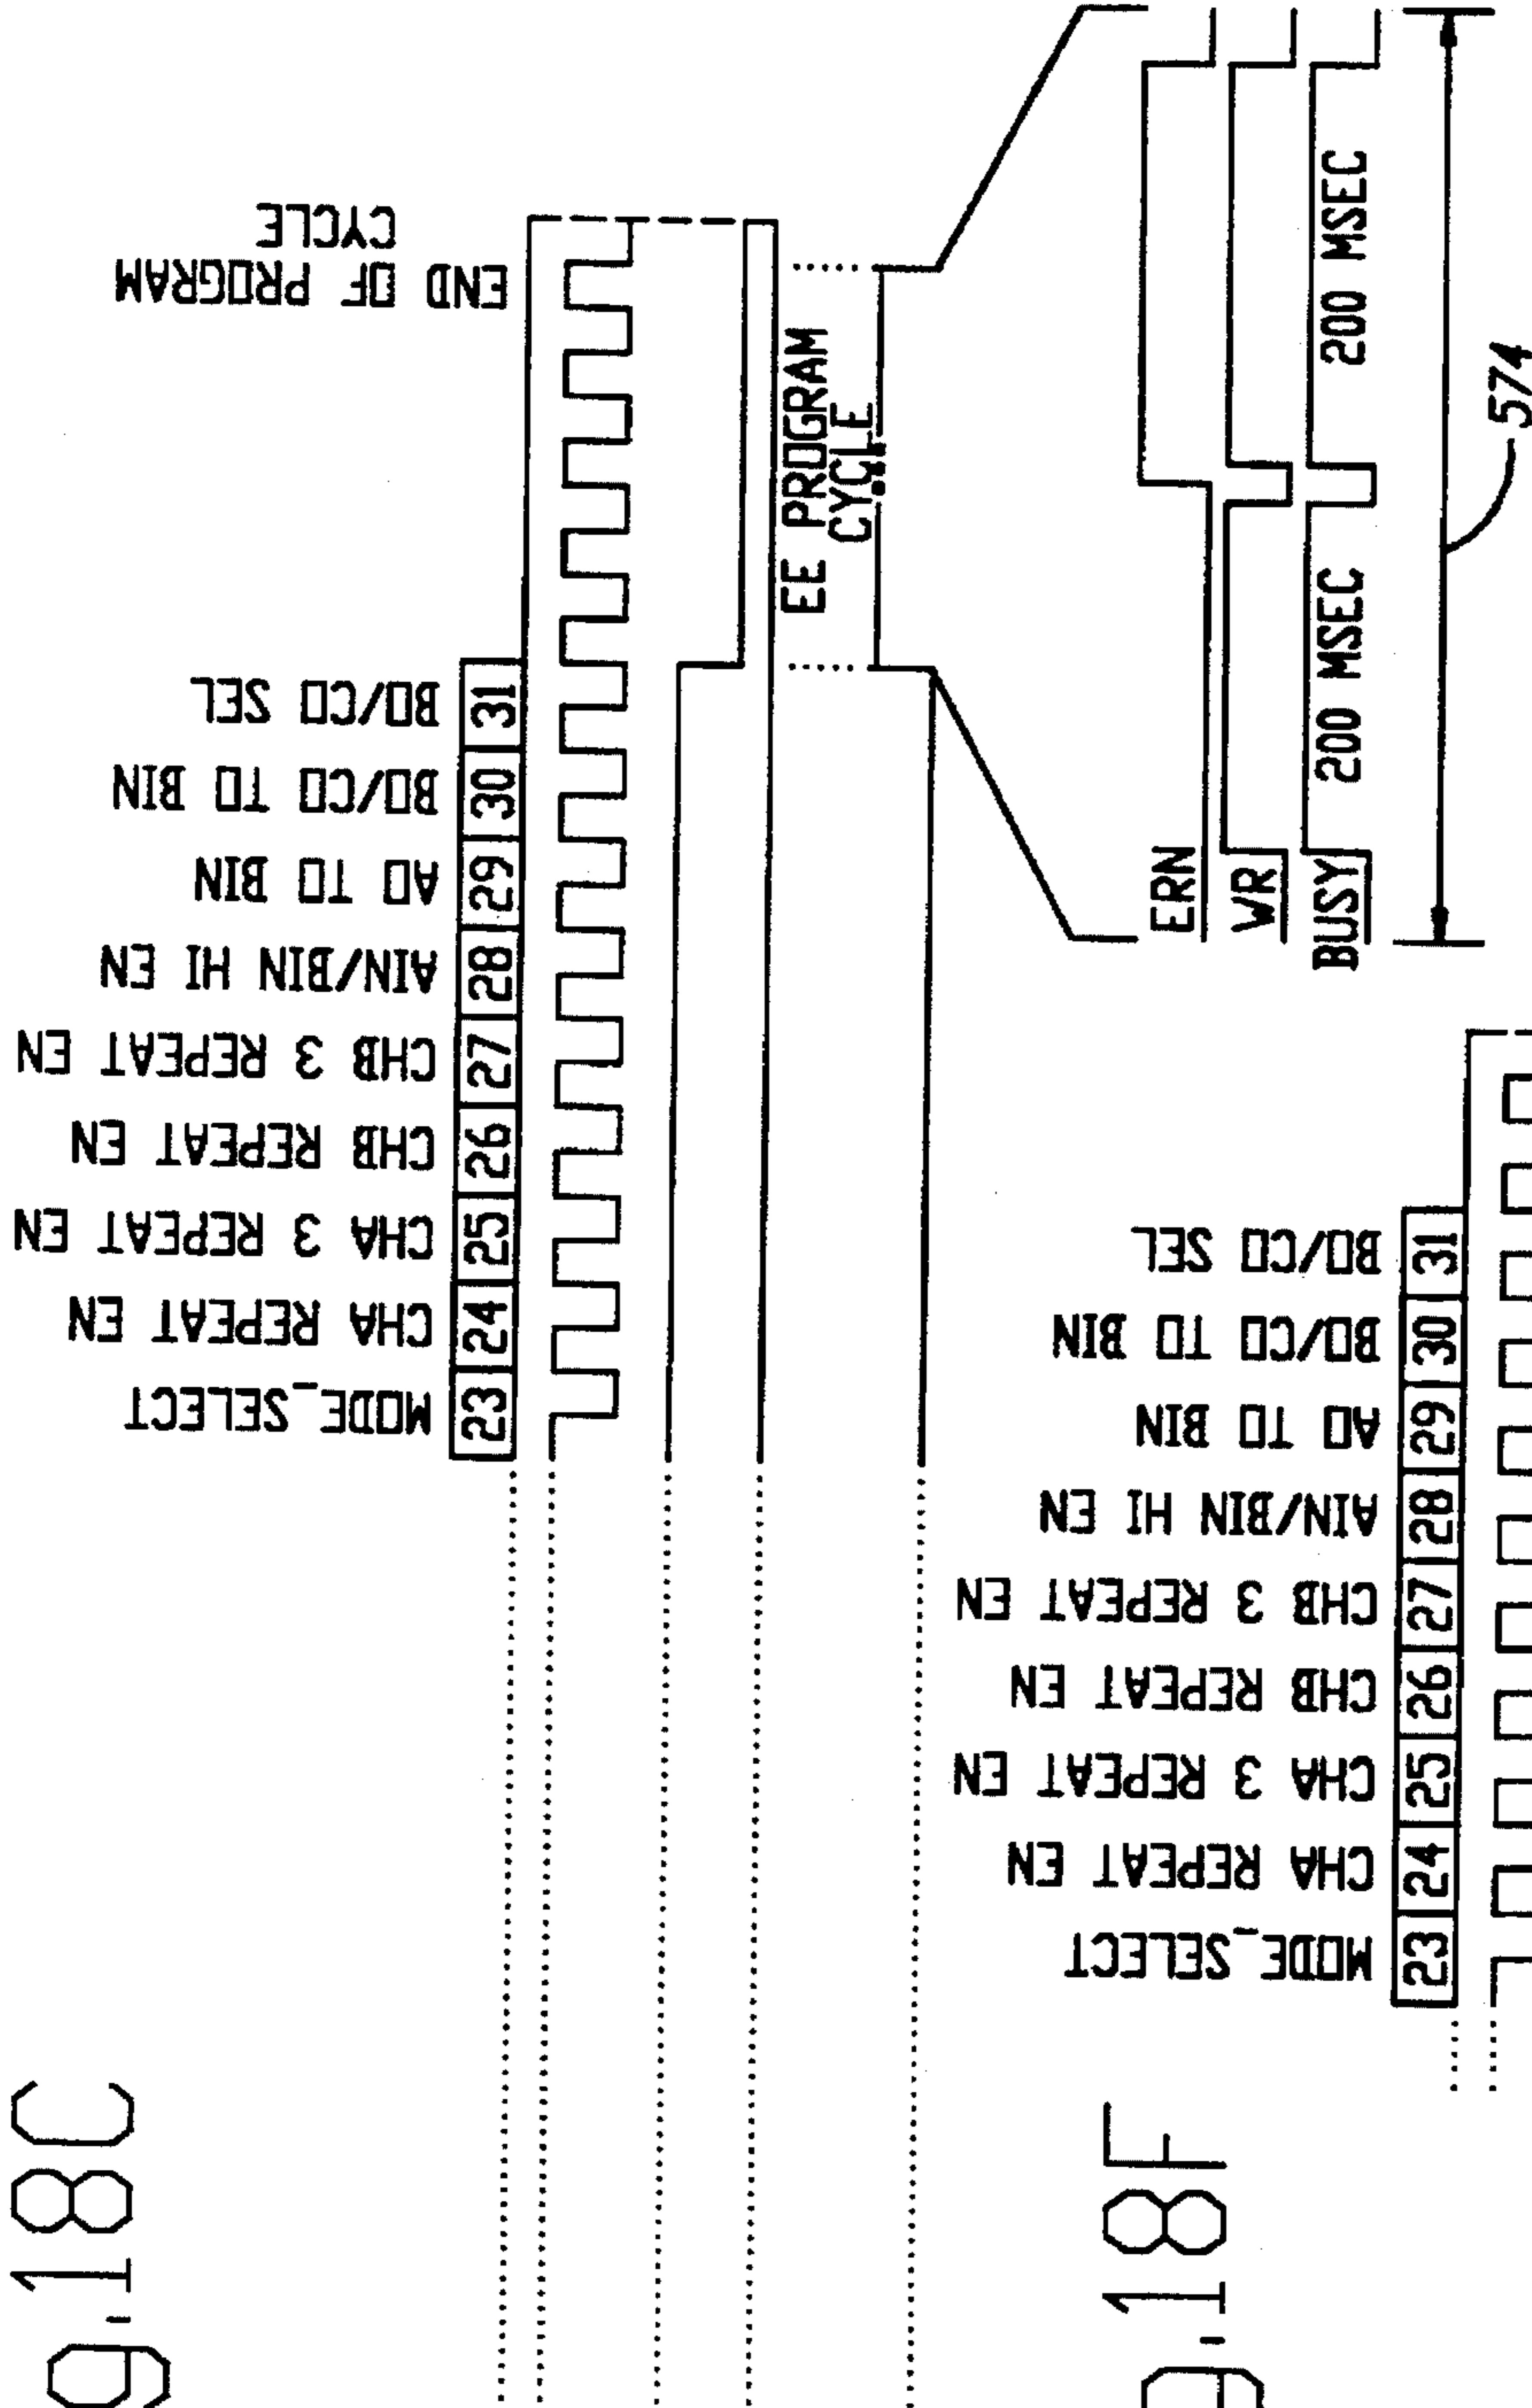 g.18C
MODE_SELECT
CHA REPEAT EN
CHA 3 REPEAT EN
CHB REPEAT EN
CHB 3 REPEAT EN
AIN/BIN HI EN
AO TO BIN
BO/CO TO BIN
BO/CO SEL
END OF PROGRAM
CYCLE
23 24 25 26 27 28 29 30 31
EE PROGRAM
CYCLE
ERN
WR
BUSY 200 MSEC 200 MSEC
574
g.18F
MODE_SELECT
CHA REPEAT EN
CHA 3 REPEAT EN
CHB REPEAT EN
CHB 3 REPEAT EN
AIN/BIN HI EN
AO TO BIN
BO/CO TO BIN
BO/CO SEL
23 24 25 26 27 28 29 30 31